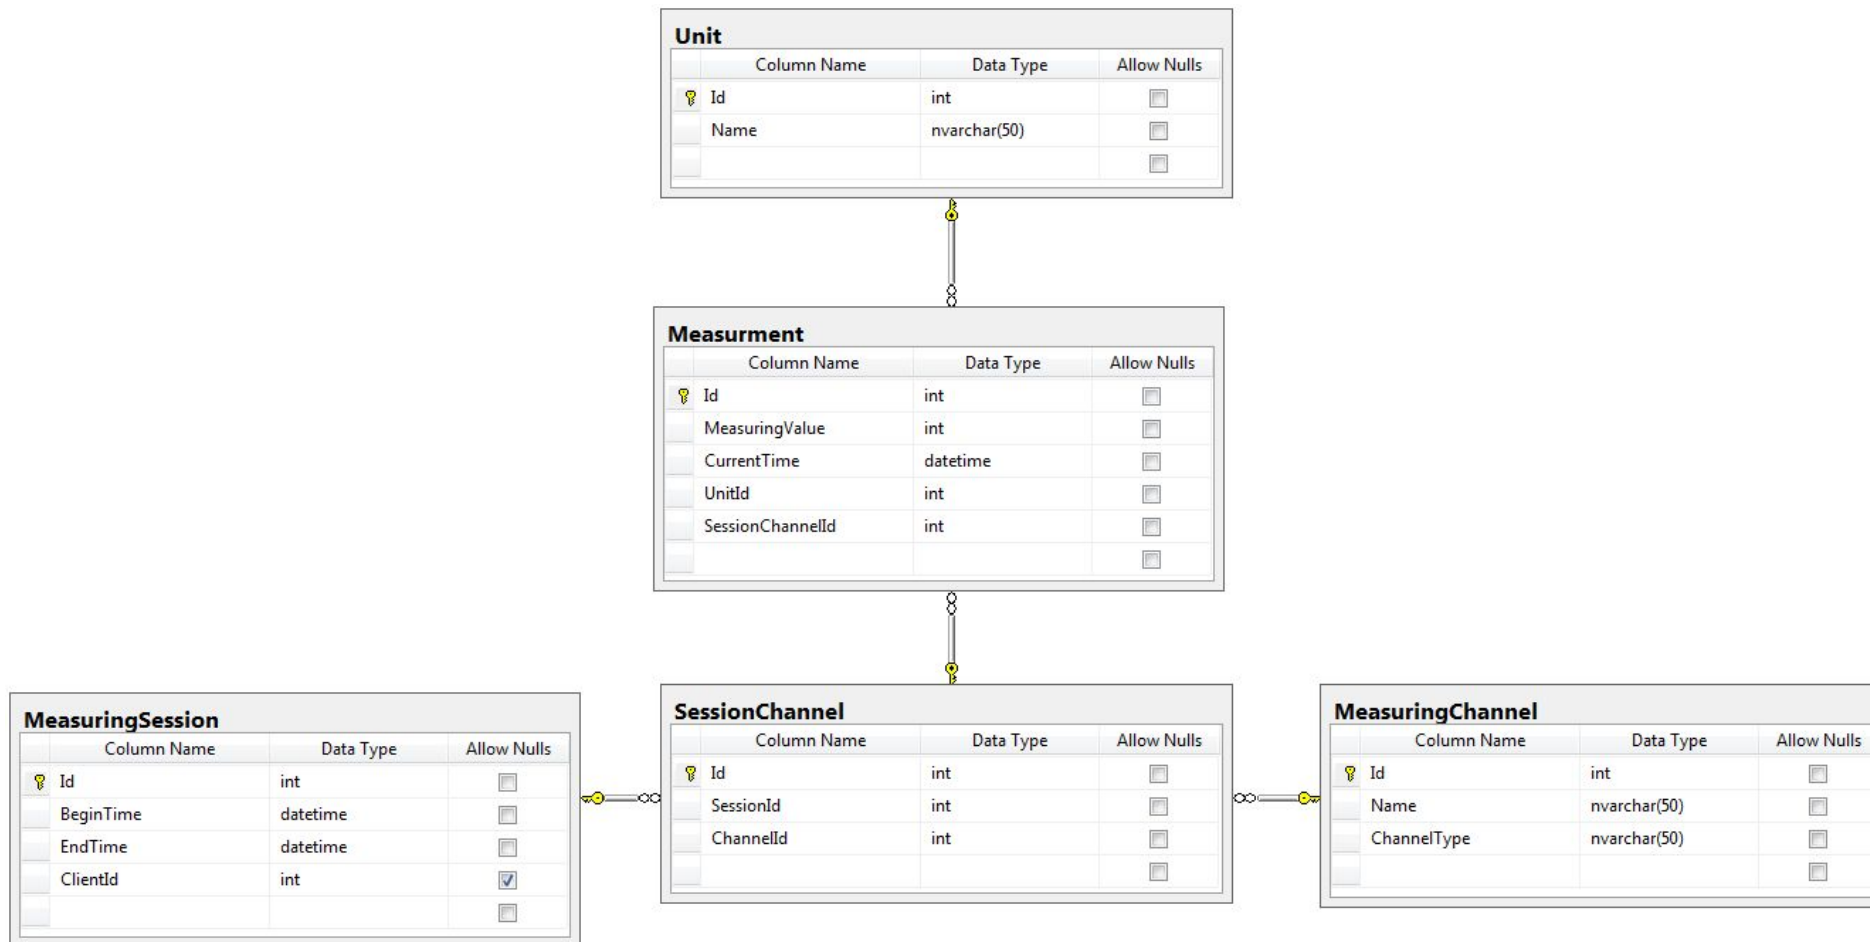 Unit
Column Name Data Type Allow Nulls
Id int
Name nvarchar(50)
Measurment
Column Name Data Type Allow Nulls
Id int
MeasuringValue int
CurrentTime datetime
UnitId int
SessionChannelId int
MeasuringSession
Column Name Data Type Allow Nulls
Id int
BeginTime datetime
EndTime datetime
ClientId int
SessionChannel
Column Name Data Type Allow Nulls
Id int
SessionId int
ChannelId int
MeasuringChannel
Column Name Data Type Allow Nulls
Id int
Name nvarchar(50)
ChannelType nvarchar(50)